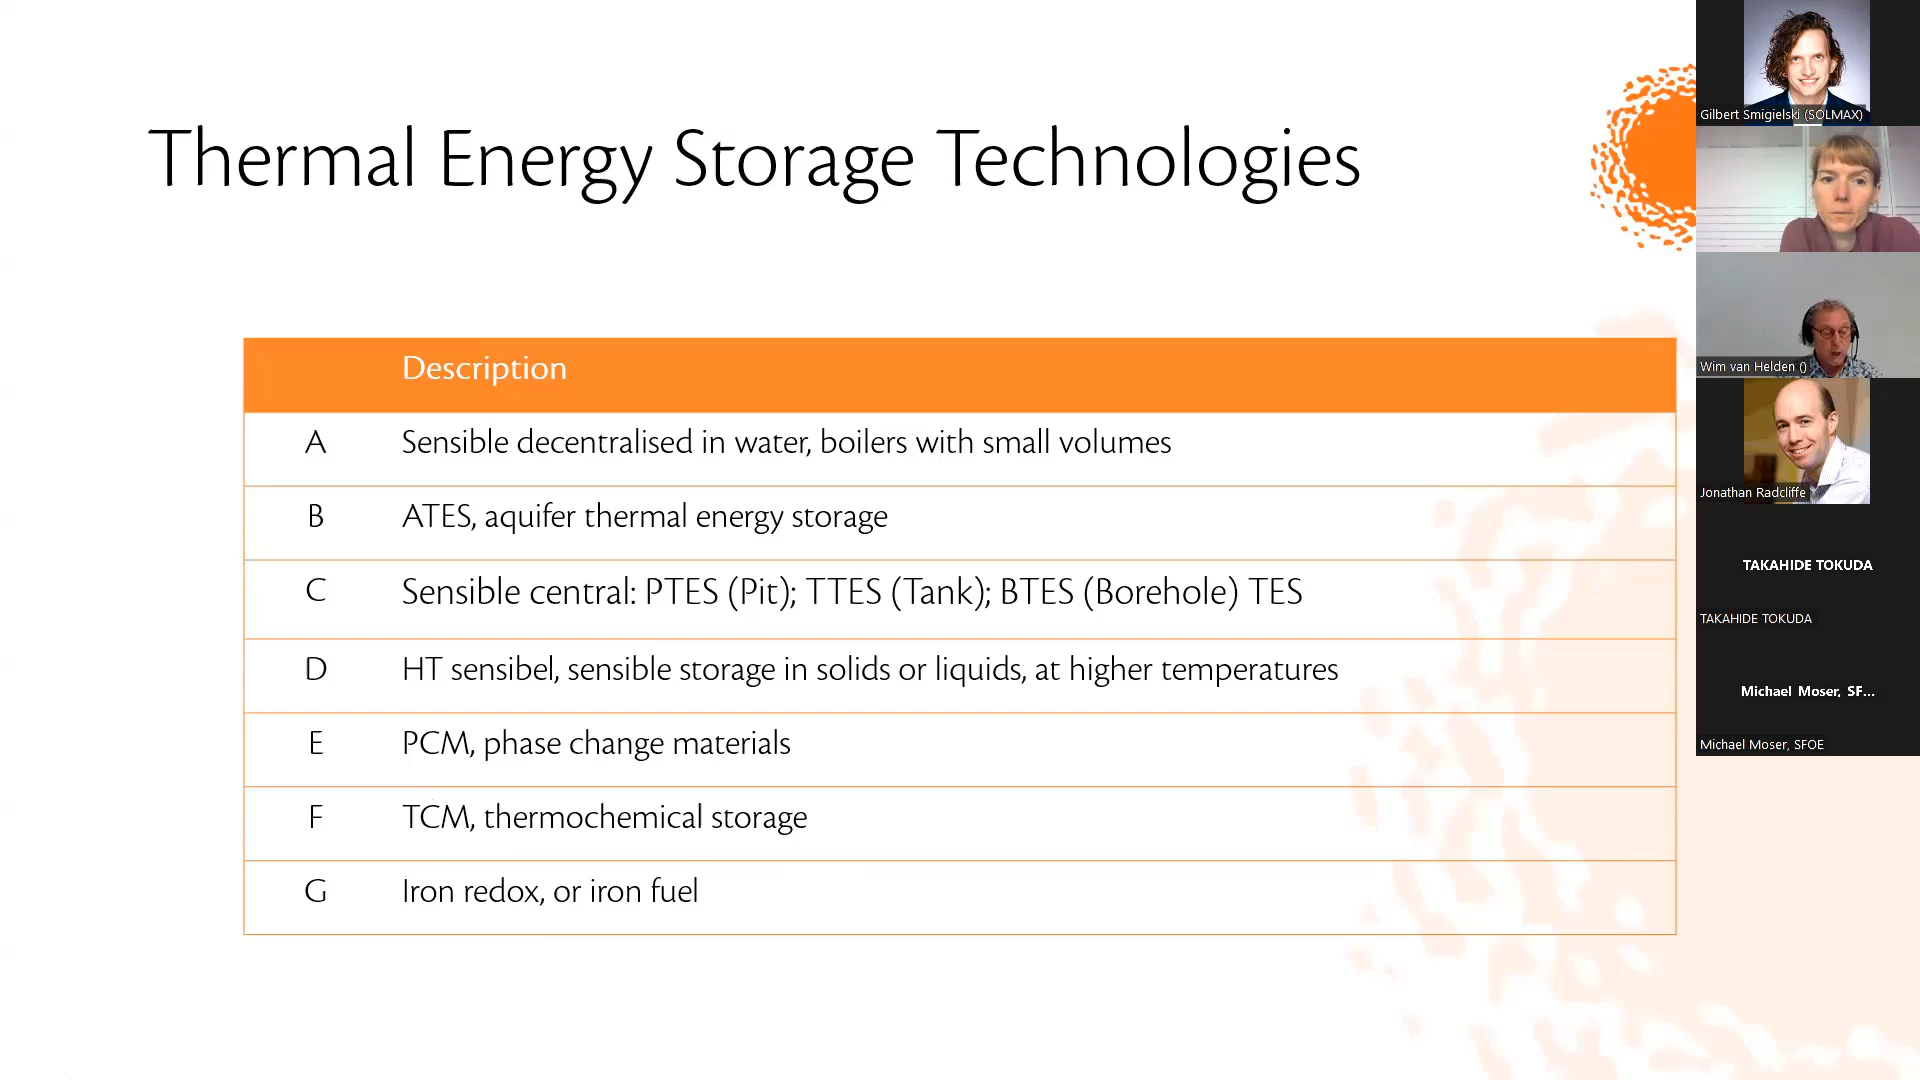 Thermal Energy Storage Technologies
Description
A Sensible decentralised in water, boilers with small volumes
B ATES, aquifer thermal energy storage
C Sensible central: PTES (Pit); TTES (Tank); BTES (Borehole) TES
D HT sensibel, sensible storage in solids or liquids, at higher temperatures
E PCM, phase change materials
F TCM, thermochemical storage
G Iron redox, or iron fuel
Gilbert Smigielski (SOLMAX)
Wim van Helden ()
Jonathan Radcliffe
TAKAHIDE TOKUDA
TAKAHIDE TOKUDA
Michael Moser, SF...
Michael Moser, SFOE